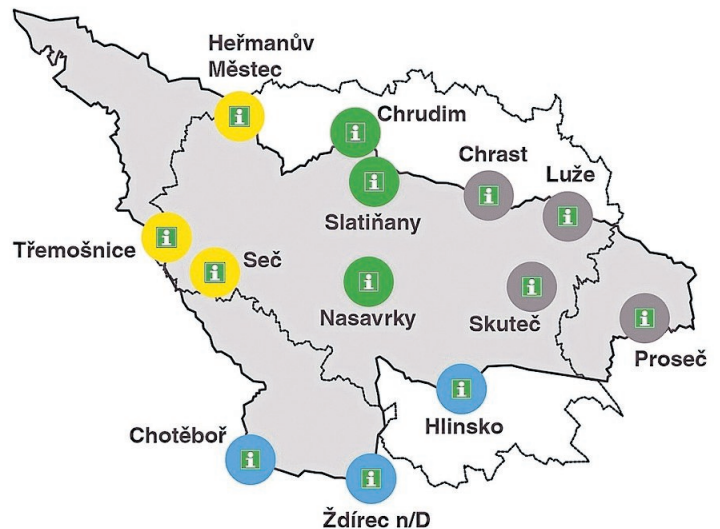 Heřmanův
Městec
Chrudim
Chrast
Luže
Slatiňany
Třemošnice
Seč
Nasavrky
Skuteč
Proseč
Hlinsko
Chotěboř
Ždírec n/D